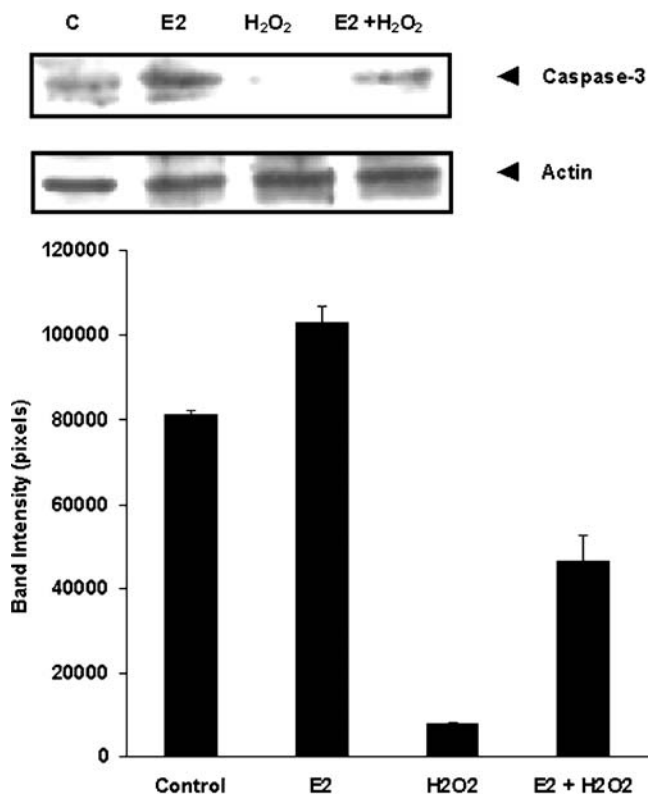 C E2 H₂O₂ E2 +H₂O₂
Caspase-3
Actin
120000
100000
80000
60000
40000
20000
0
Band Intensity (pixels)
Control E2 H2O2 E2 + H2O2